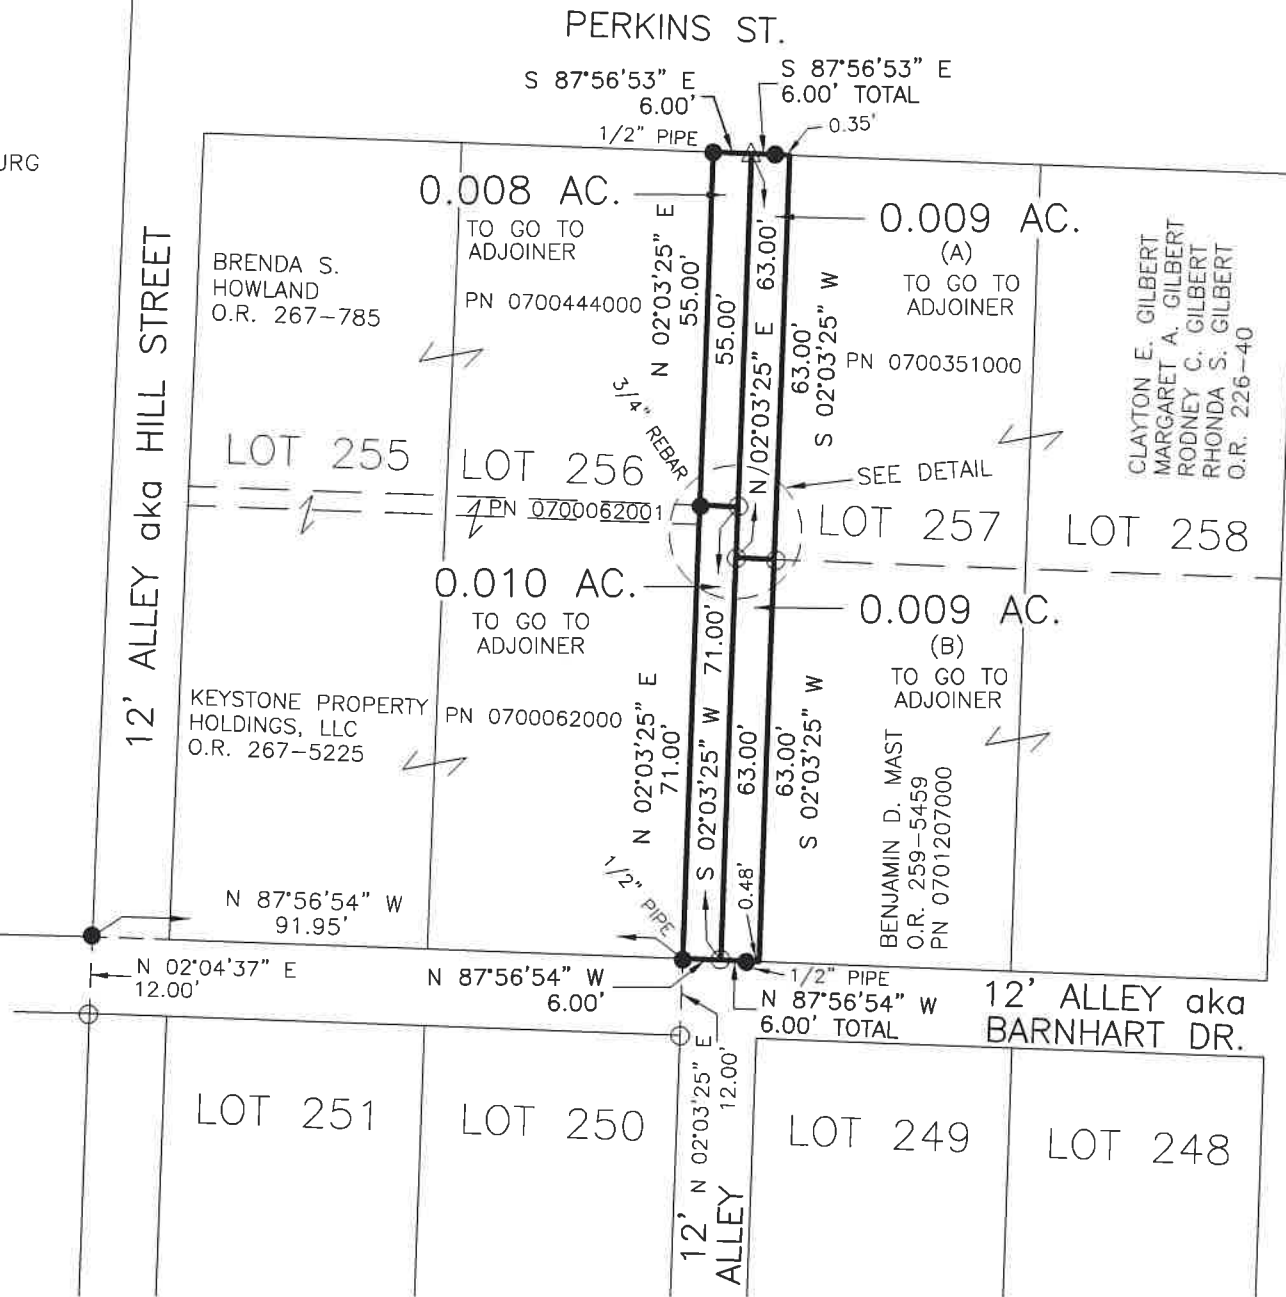 PERKINS ST.
S 87°56'53" E
6.00'
S 87°56'53" E
6.00' TOTAL
0.35'
1/2" PIPE
URG
0.008 AC.
TO GO TO
ADJOINER
PN 0700444000
0.009 AC.
(A)
TO GO TO
ADJOINER
PN 0700351000
BRENDA S.
HOWLAND
O.R. 267-785
CLAYTON E. GILBERT
MARGARET A. GILBERT
RODNEY C. GILBERT
RHONDA S. GILBERT
O.R. 226-40
12' ALLEY aka HILL STREET
N 02°03'25" E
55.00'
55.00'
N/02°03'25" E 63.00'
63.00'
S 02°03'25" W
3/4" REBAR
SEE DETAIL
LOT 255
LOT 256
PN 0700062001
LOT 257
LOT 258
0.010 AC.
TO GO TO
ADJOINER
PN 0700062000
0.009 AC.
(B)
TO GO TO
ADJOINER
KEYSTONE PROPERTY
HOLDINGS, LLC
O.R. 267-5225
N 02°03'25" E
71.00'
S 02°03'25" W 71.00'
63.00'
63.00'
S 02°03'25" W
BENJAMIN D. MAST
O.R. 259-5459
PN 0701207000
1/2" PIPE
0.48'
N 87°56'54" W
91.95'
N 02°04'37" E
12.00'
N 87°56'54" W
6.00'
1/2" PIPE
N 87°56'54" W
6.00' TOTAL
12' ALLEY aka
BARNHART DR.
N 02°03'25" E
12.00'
12'
ALLEY
LOT 251
LOT 250
LOT 249
LOT 248